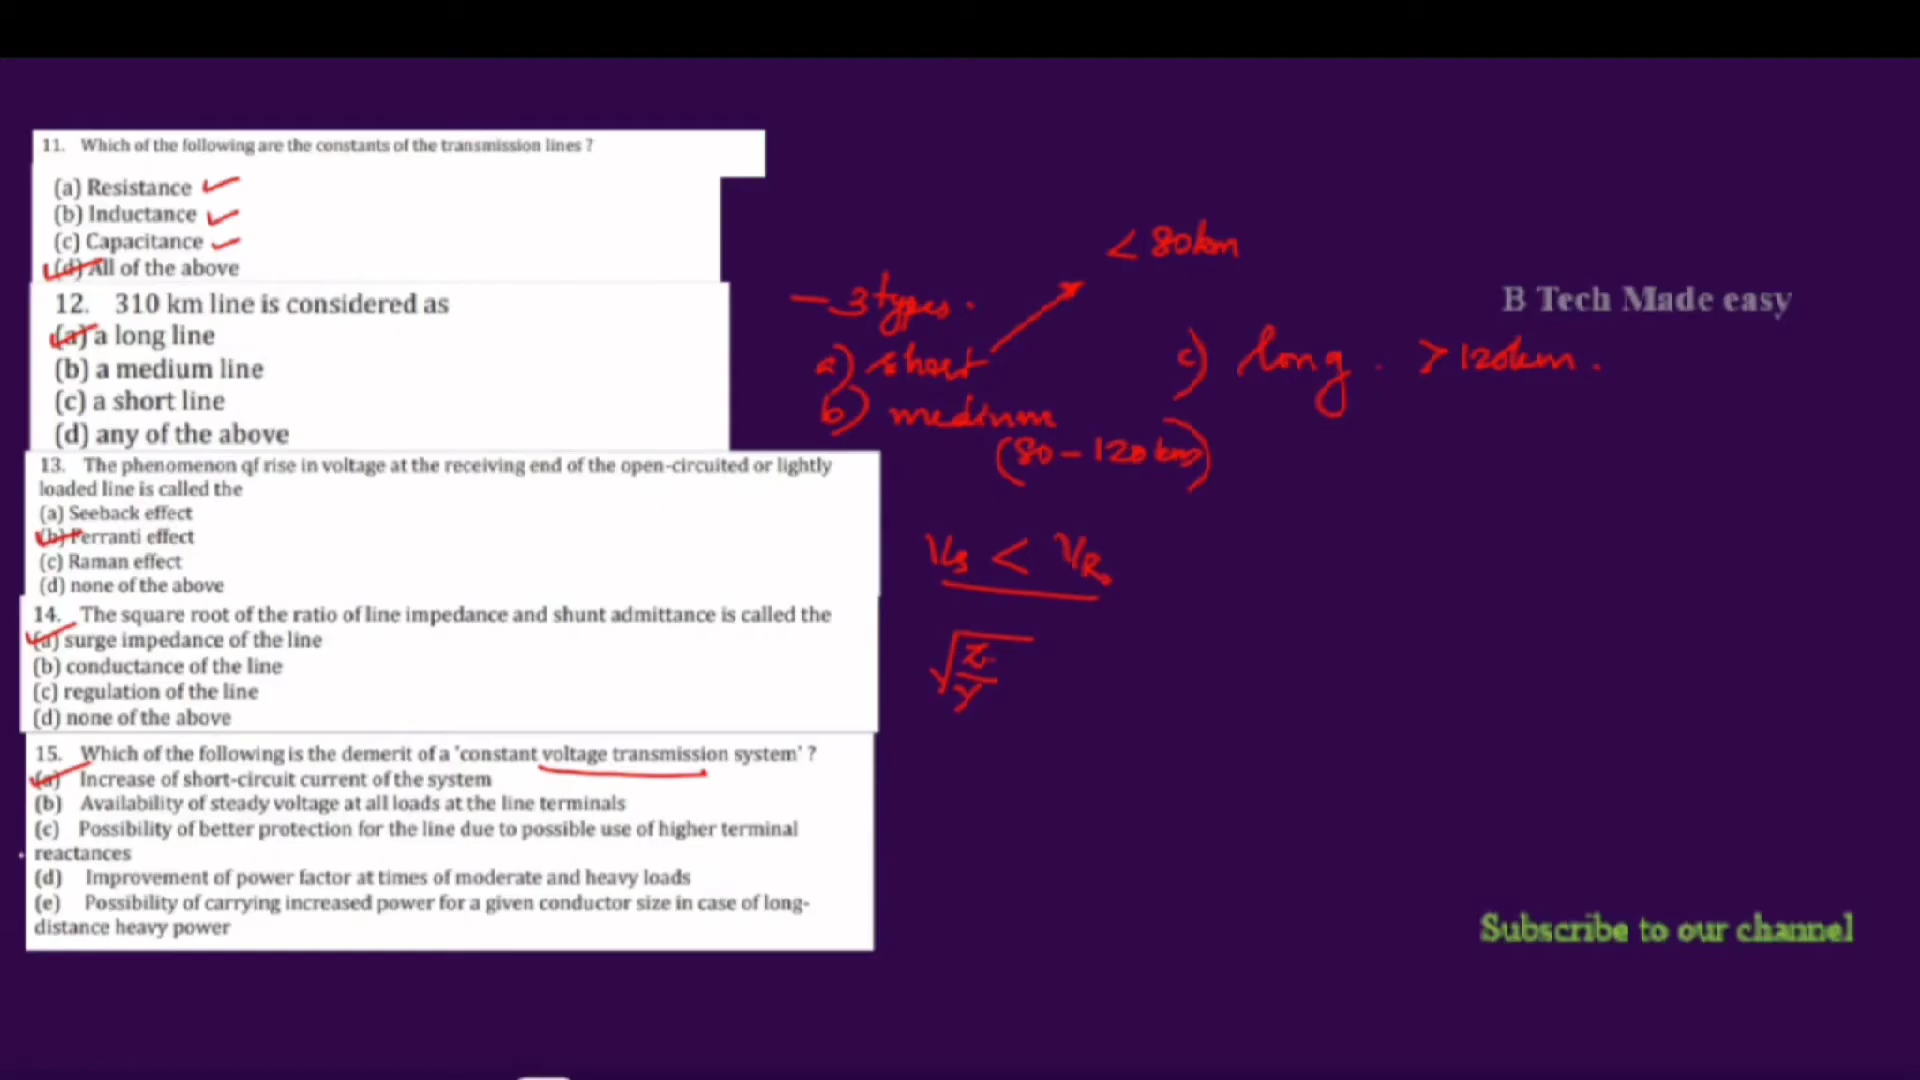 11. Which of the following are the constants of the transmission lines ?
(a) Resistance
(b) Inductance
(c) Capacitance
(d) All of the above
12. 310 km line is considered as
(a) a long line
(b) a medium line
(c) a short line
(d) any of the above
13. The phenomenon qf rise in voltage at the receiving end of the open-circuited or lightly
loaded line is called the
(a) Seeback effect
(b) Ferranti effect
(c) Raman effect
(d) none of the above
14. The square root of the ratio of line impedance and shunt admittance is called the
(a) surge impedance of the line
(b) conductance of the line
(c) regulation of the line
(d) none of the above
15. Which of the following is the demerit of a 'constant voltage transmission system' ?
(a) Increase of short-circuit current of the system
(b) Availability of steady voltage at all loads at the line terminals
(c) Possibility of better protection for the line due to possible use of higher terminal
reactances
(d) Improvement of power factor at times of moderate and heavy loads
(e) Possibility of carrying increased power for a given conductor size in case of long-
distance heavy power
< 80km
- 3 types.
a) short
b) medium
(80 - 120 km)
c) long. > 120km.
Vs < VR.
√Z/Y
B Tech Made easy
Subscribe to our channel